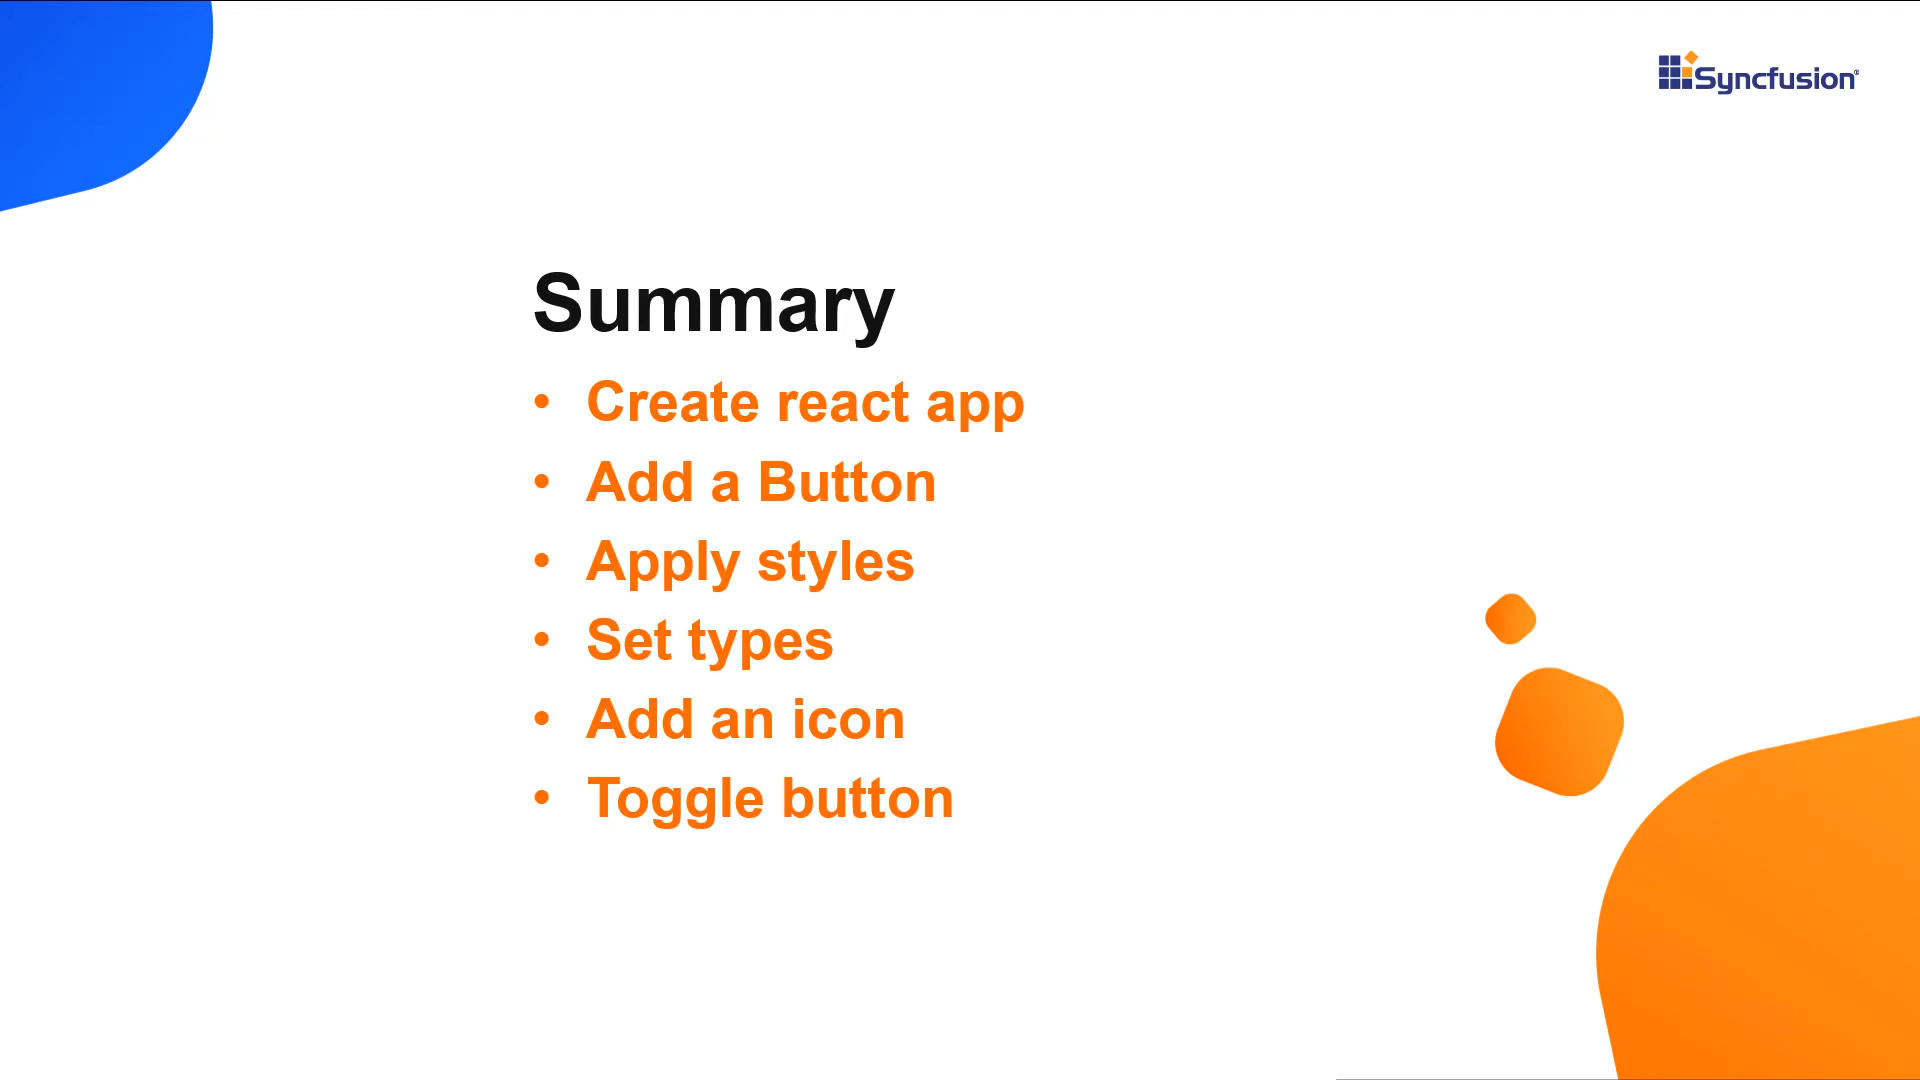 Syncfusion®
Summary
• Create react app
• Add a Button
• Apply styles
• Set types
• Add an icon
• Toggle button